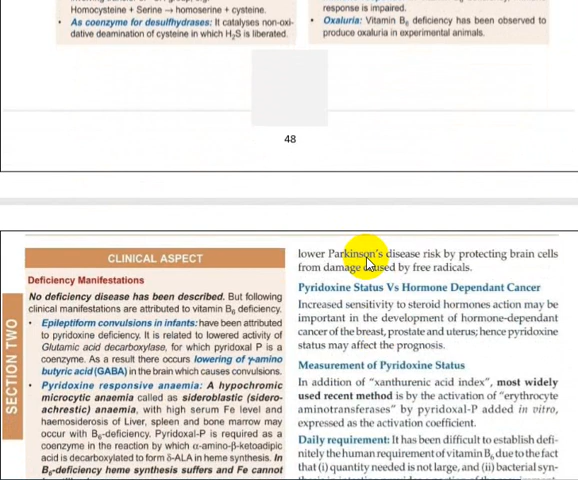 Homocysteine + Serine → homoserine + cysteine.
• As coenzyme for desulfhydrases: It catalyses non-oxi-
dative deamination of cysteine in which H₂S is liberated.
response is impaired.
• Oxaluria: Vitamin B₆ deficiency has been observed to
produce oxaluria in experimental animals.
48
SECTION TWO
CLINICAL ASPECT
Deficiency Manifestations
No deficiency disease has been described. But following
clinical manifestations are attributed to vitamin B₆ deficiency.
• Epileptiform convulsions in infants: have been attributed
to pyridoxine deficiency. It is related to lowered activity of
Glutamic acid decarboxylase, for which pyridoxal P is a
coenzyme. As a result there occurs lowering of γ-amino
butyric acid (GABA) in the brain which causes convulsions.
• Pyridoxine responsive anaemia: A hypochromic
microcytic anaemia called as sideroblastic (sidero-
achrestic) anaemia, with high serum Fe level and
haemosiderosis of Liver, spleen and bone marrow may
occur with B₆-deficiency. Pyridoxal-P is required as a
coenzyme in the reaction by which α-amino-β-ketoadipic
acid is decarboxylated to form δ-ALA in heme synthesis. In
B₆-deficiency heme synthesis suffers and Fe cannot
lower Parkinson's disease risk by protecting brain cells
from damage caused by free radicals.
Pyridoxine Status Vs Hormone Dependant Cancer
Increased sensitivity to steroid hormones action may be
important in the development of hormone-dependant
cancer of the breast, prostate and uterus; hence pyridoxine
status may affect the prognosis.
Measurement of Pyridoxine Status
In addition of "xanthurenic acid index", most widely
used recent method is by the activation of "erythrocyte
aminotransferases" by pyridoxal-P added in vitro,
expressed as the activation coefficient.
Daily requirement: It has been difficult to establish defi-
nitely the human requirement of vitamin B₆ due to the fact
that (i) quantity needed is not large, and (ii) bacterial syn-